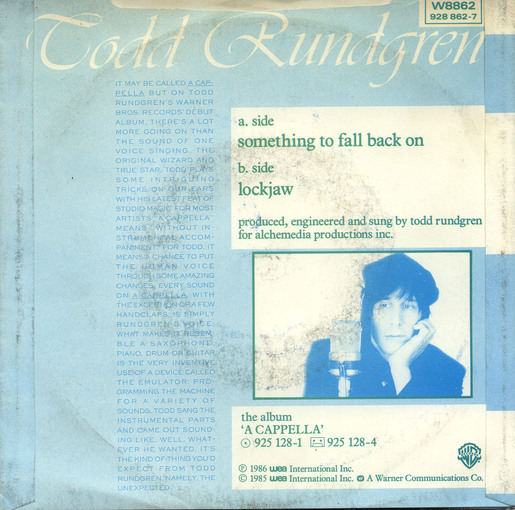 W8862
928 862-7
Todd Rundgren
IT MAY BE CALLED A CAP-
PELLA BUT ON TODD
RUNDGREN'S WARNER
BROS. RECORDS DEBUT
ALBUM, THERE'S A LOT
MORE GOING ON THAN
THE SOUND OF ONE
VOICE SINGING. THE
ORIGINAL WIZARD AND
TRUE STAR, TODD PLAYS
SOME INTRIGUING
TRICKS ON OUR EARS
WITH HIS LATEST FEAT OF
STUDIO MAGIC. FOR MOST
ARTISTS, "A CAPPELLA"
MEANS WITHOUT IN-
STRUMENTAL ACCOM-
PANIMENT. FOR TODD, IT
MEANS A CHANCE TO PUT
THE HUMAN VOICE
THROUGH SOME AMAZING
CHANGES. EVERY SOUND
ON A CAPPELLA, WITH
THE EXCEPTION OF A FEW
HANDCLAPS, IS SIMPLY
RUNDGREN'S VOICE.
WHAT MAKES IT RESEM-
BLE A SAXOPHONE,
PIANO, DRUM OR GUITAR
IS THE VERY INVENTIVE
USE OF A DEVICE CALLED
THE EMULATOR. PRO-
GRAMMING THE MACHINE
FOR A VARIETY OF
SOUNDS, TODD SANG THE
INSTRUMENTAL PARTS
AND CAME OUT SOUND-
ING LIKE, WELL, WHAT-
EVER HE WANTED. IT'S
THE KIND OF THING YOU'D
EXPECT FROM TODD
RUNDGREN, NAMELY, THE
UNEXPECTED.
a. side
something to fall back on
b. side
lockjaw
produced, engineered and sung by todd rundgren
for alchemedia productions inc.
the album
'A CAPPELLA'
925 128-1 925 128-4
℗ 1986 wea International Inc.
© 1985 wea International Inc. A Warner Communications Co.